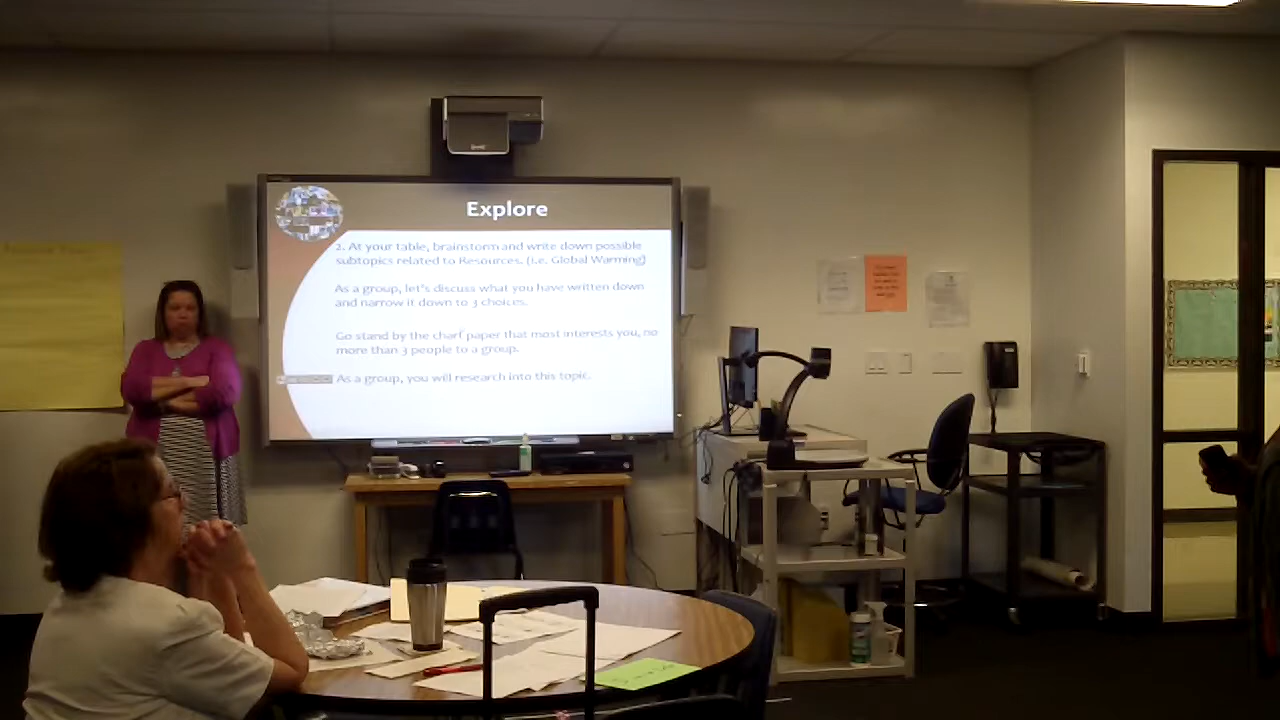 Explore
2. At your table, brainstorm and write down possible
subtopics related to Resources. (i.e. Global Warming)
As a group, let's discuss what you have written down
and narrow it down to 3 choices.
Go stand by the chart paper that most interests you, no
more than 3 people to a group.
As a group, you will research into this topic.